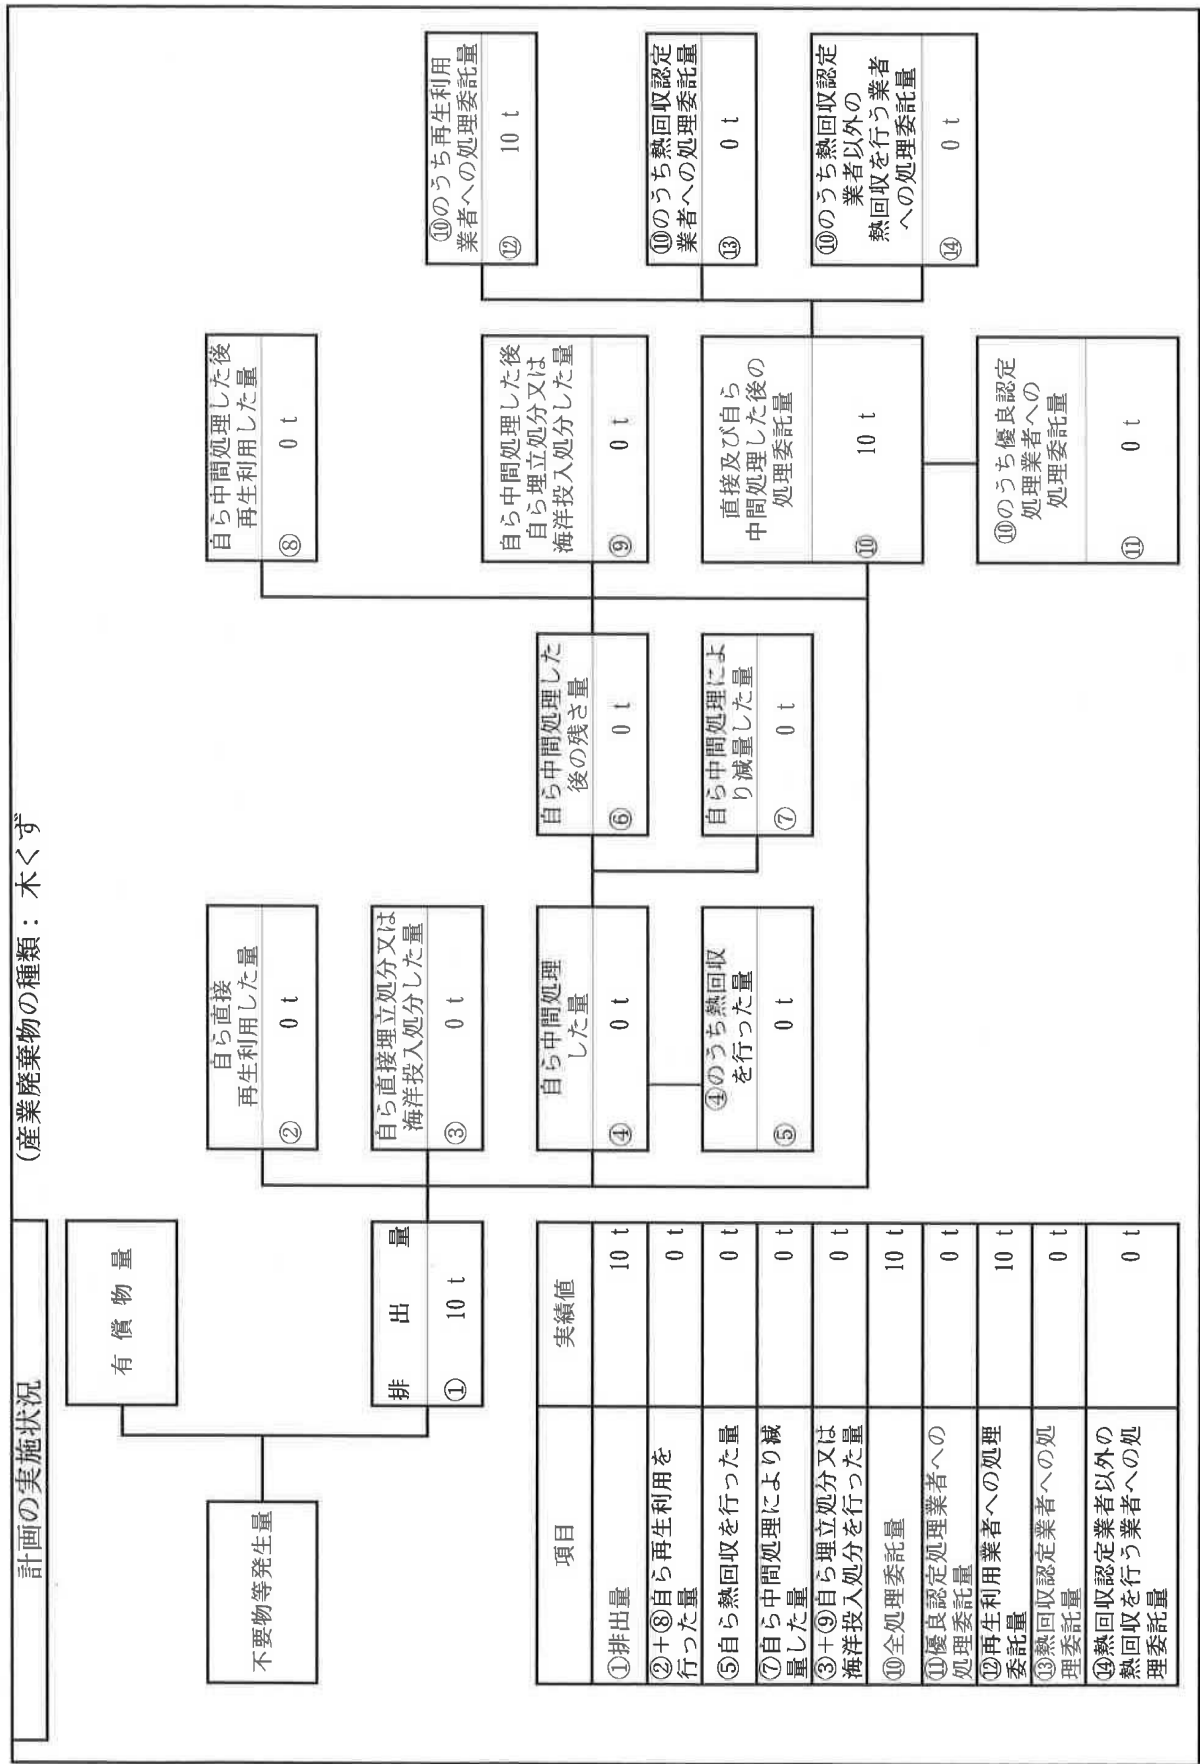 計画の実施状況
(産業廃棄物の種類：木くず
不要物等発生量
有償物量
排出量
① 10 t
自ら直接
再生利用した量
② 0 t
自ら直接埋立処分又は
海洋投入処分した量
③ 0 t
自ら中間処理
した量
④ 0 t
④のうち熱回収
を行った量
⑤ 0 t
自ら中間処理した
後の残さ量
⑥ 0 t
自ら中間処理によ
り減量した量
⑦ 0 t
自ら中間処理した後
再生利用した量
⑧ 0 t
自ら中間処理した後
自ら埋立処分又は
海洋投入処分した量
⑨ 0 t
直接及び自ら
中間処理した後の
処理委託量
⑩ 10 t
⑩のうち優良認定
処理業者への
処理委託量
⑪ 0 t
⑩のうち再生利用
業者への処理委託量
⑫ 10 t
⑩のうち熱回収認定
業者への処理委託量
⑬ 0 t
⑩のうち熱回収認定
業者以外の
熱回収を行う業者
への処理委託量
⑭ 0 t
項目 実績値
①排出量 10 t
②＋⑧自ら再生利用を
行った量 0 t
⑤自ら熱回収を行った量 0 t
⑦自ら中間処理により減
量した量 0 t
③＋⑨自ら埋立処分又は
海洋投入処分を行った量 0 t
⑩全処理委託量 10 t
⑪優良認定処理業者への
処理委託量 0 t
⑫再生利用業者への処理
委託量 10 t
⑬熱回収認定業者への処
理委託量 0 t
⑭熱回収認定業者以外の
熱回収を行う業者への処
理委託量 0 t